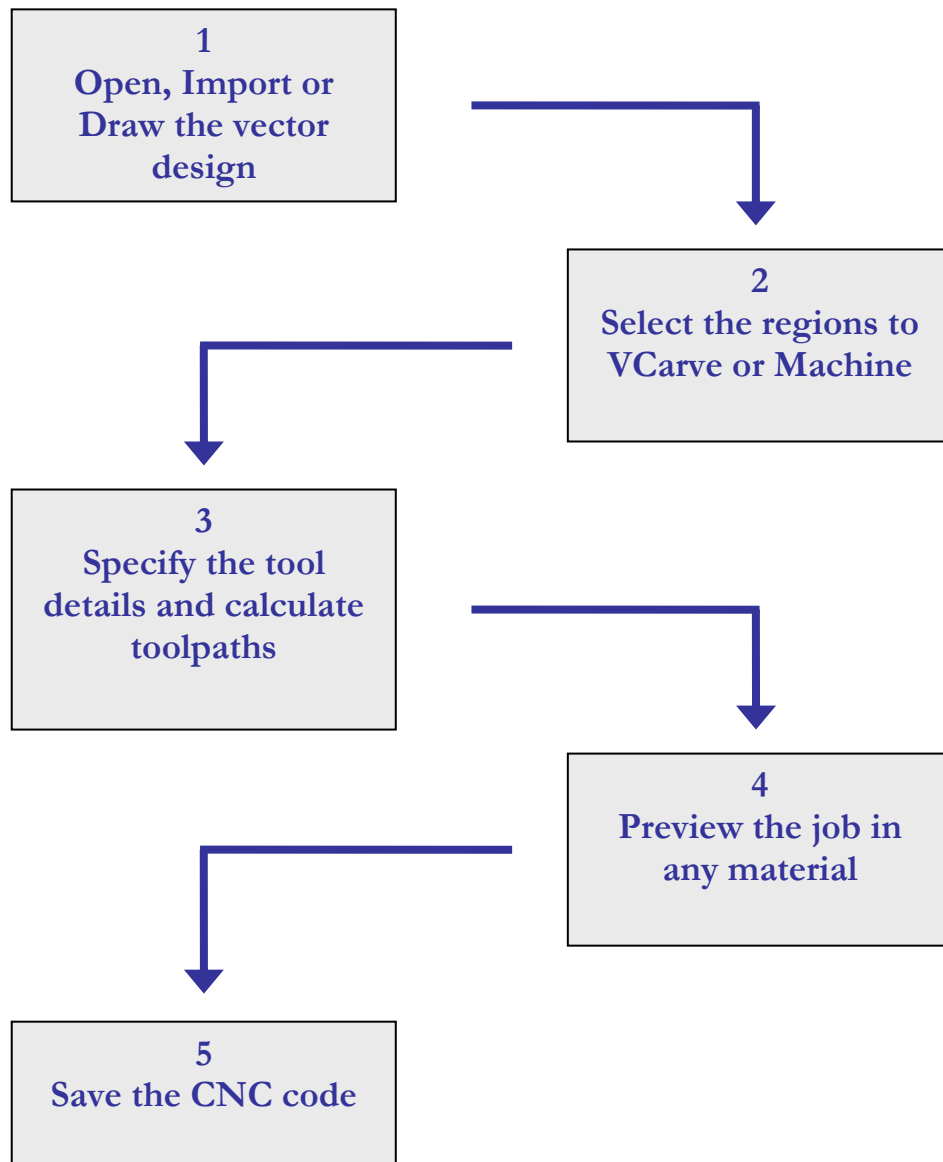 1
Open, Import or
Draw the vector
design
2
Select the regions to
VCarve or Machine
3
Specify the tool
details and calculate
toolpaths
4
Preview the job in
any material
5
Save the CNC code